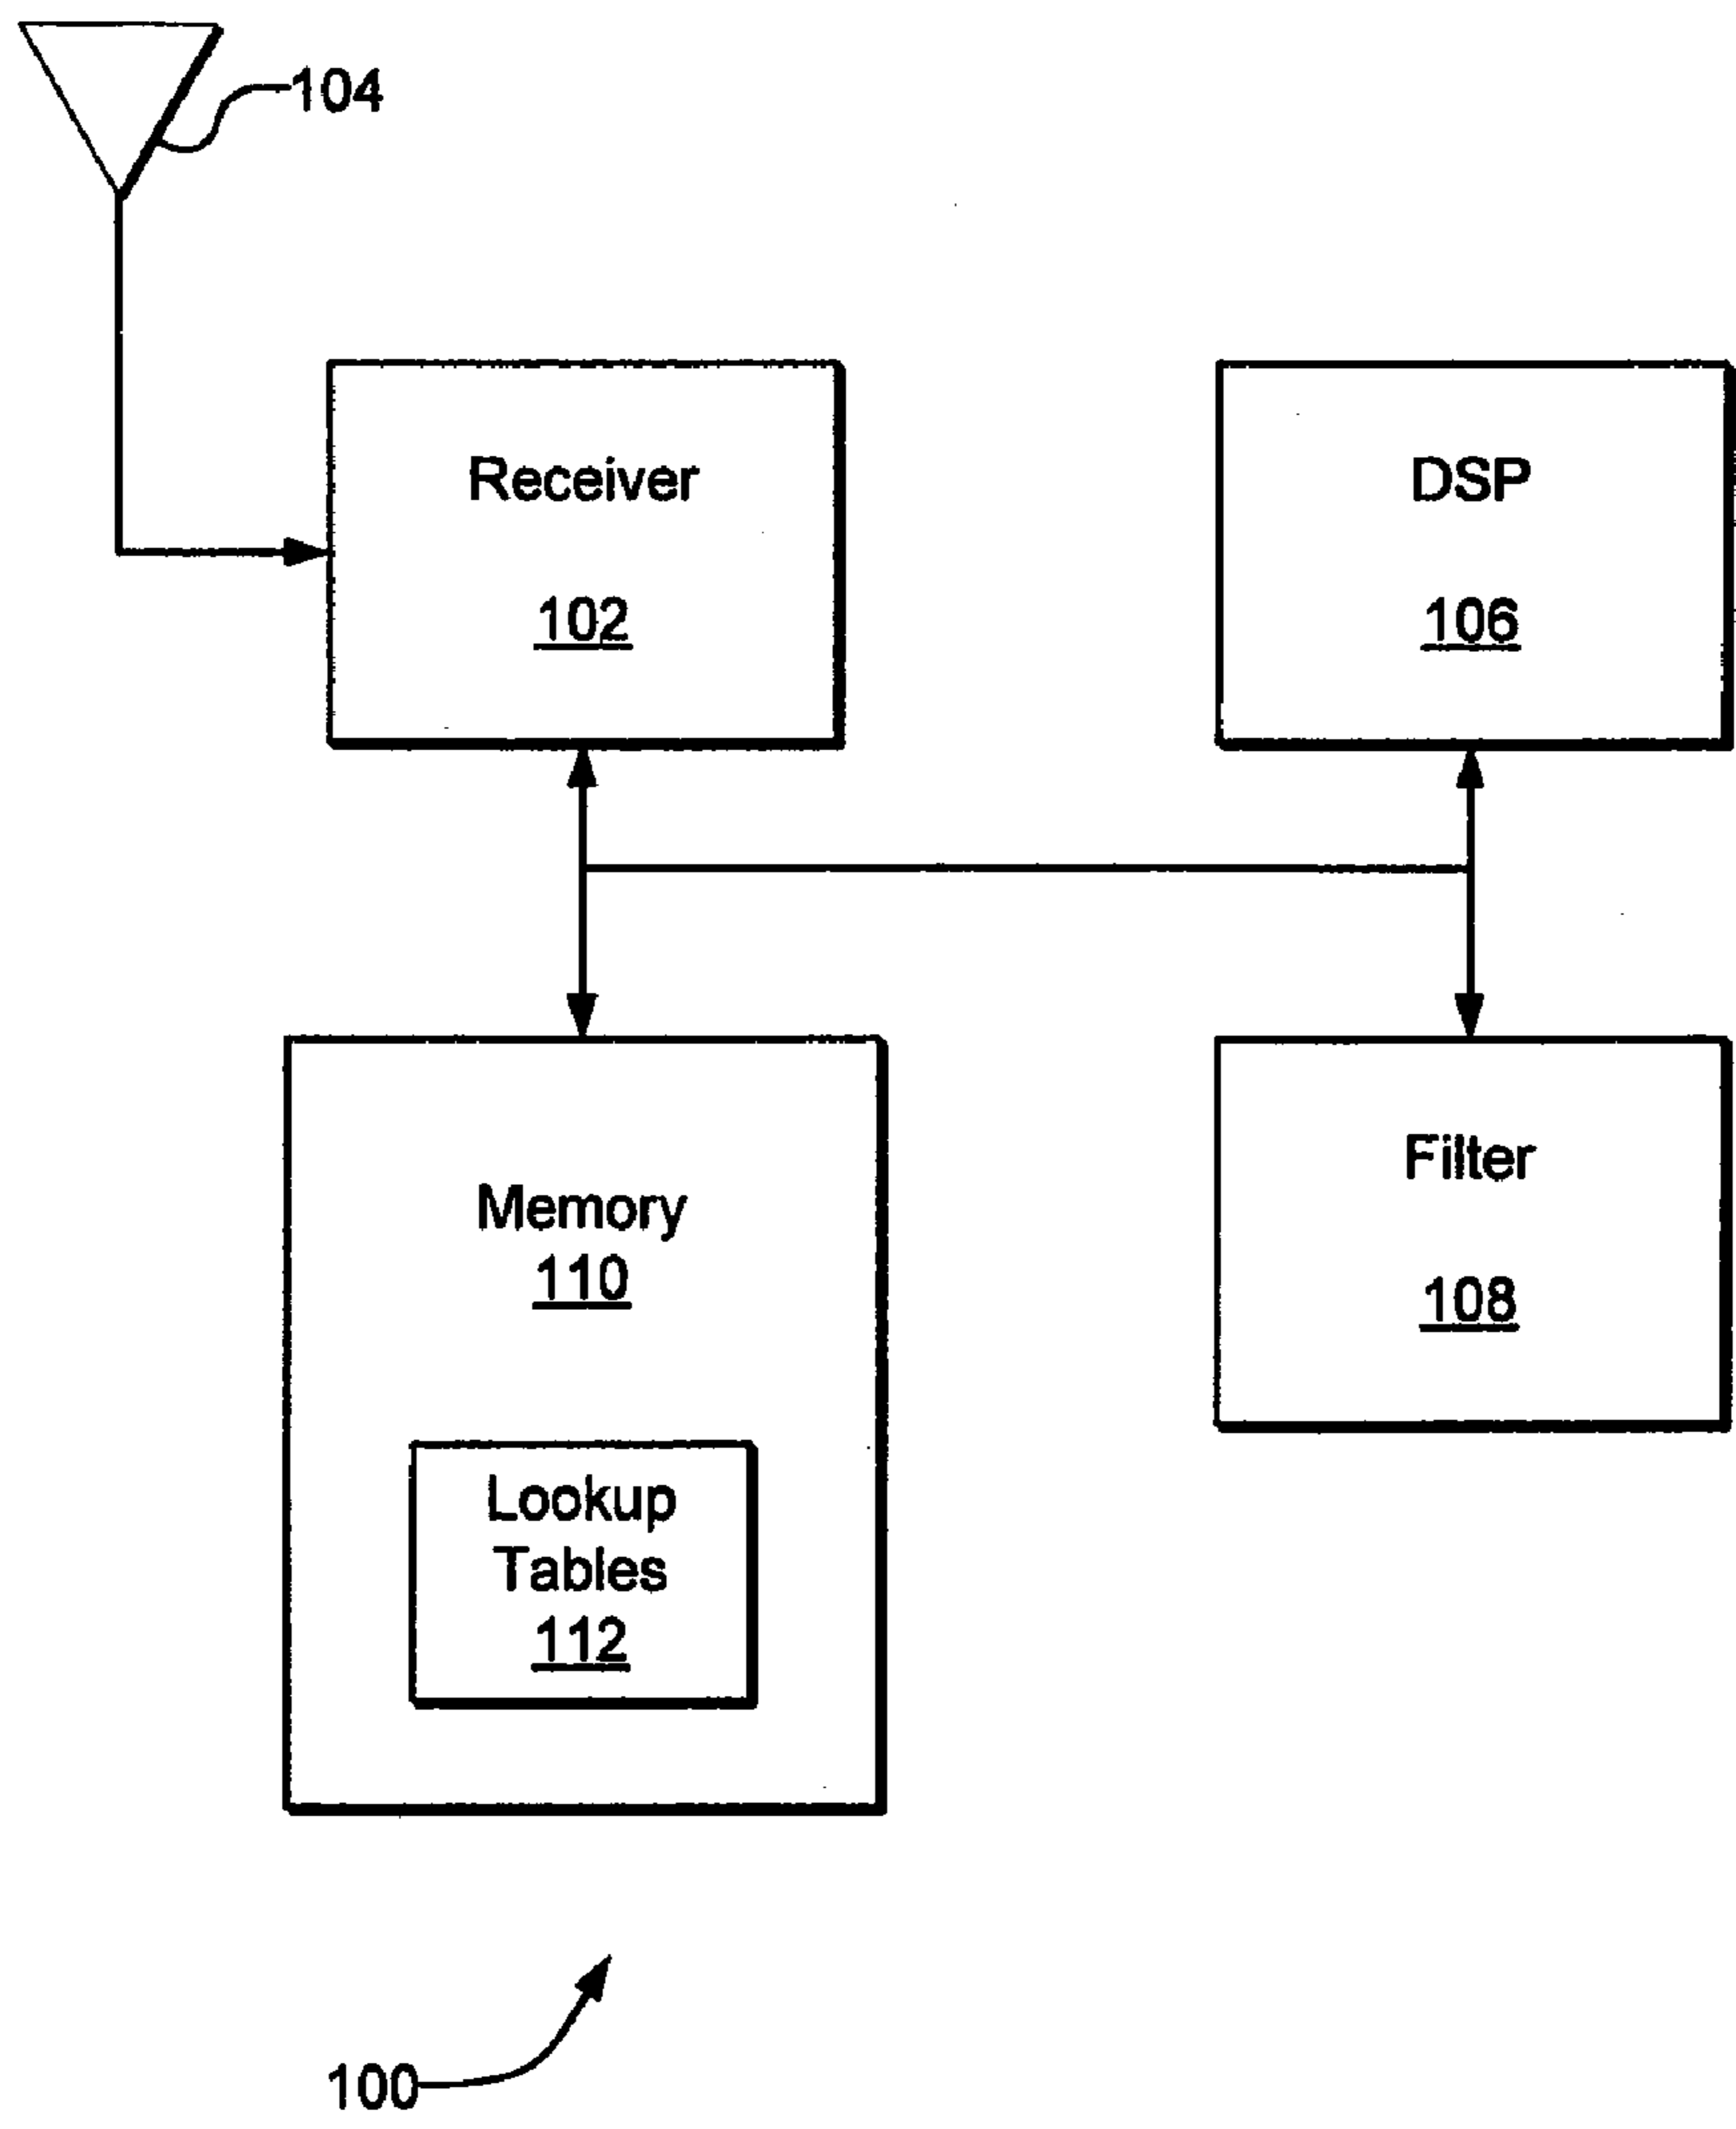 104
Receiver
102
DSP
106
Memory
110
Filter
108
Lookup
Tables
112
100